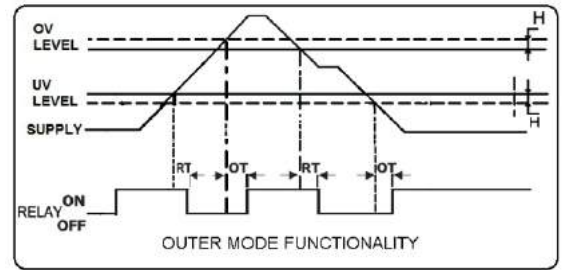 OV
LEVEL
H
UV
LEVEL
H
SUPPLY
RT OT RT OT
RELAY ON
OFF
OUTER MODE FUNCTIONALITY